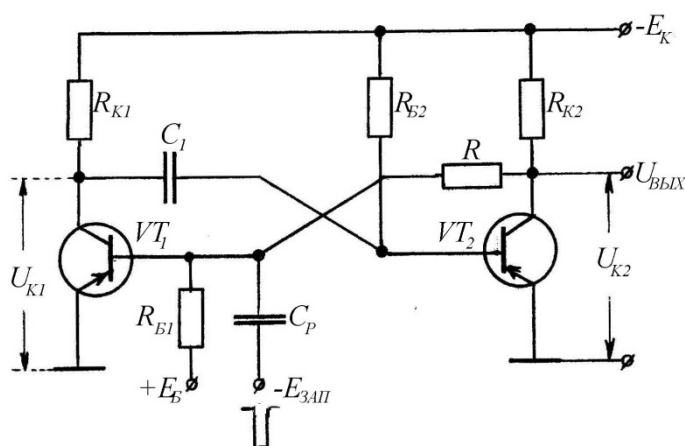 -E_К
R_К1
R_Б2
R_К2
C_1
R
U_ВЫХ
VT_1
VT_2
U_К1
U_К2
R_Б1
C_Р
+E_Б
-E_ЗАП